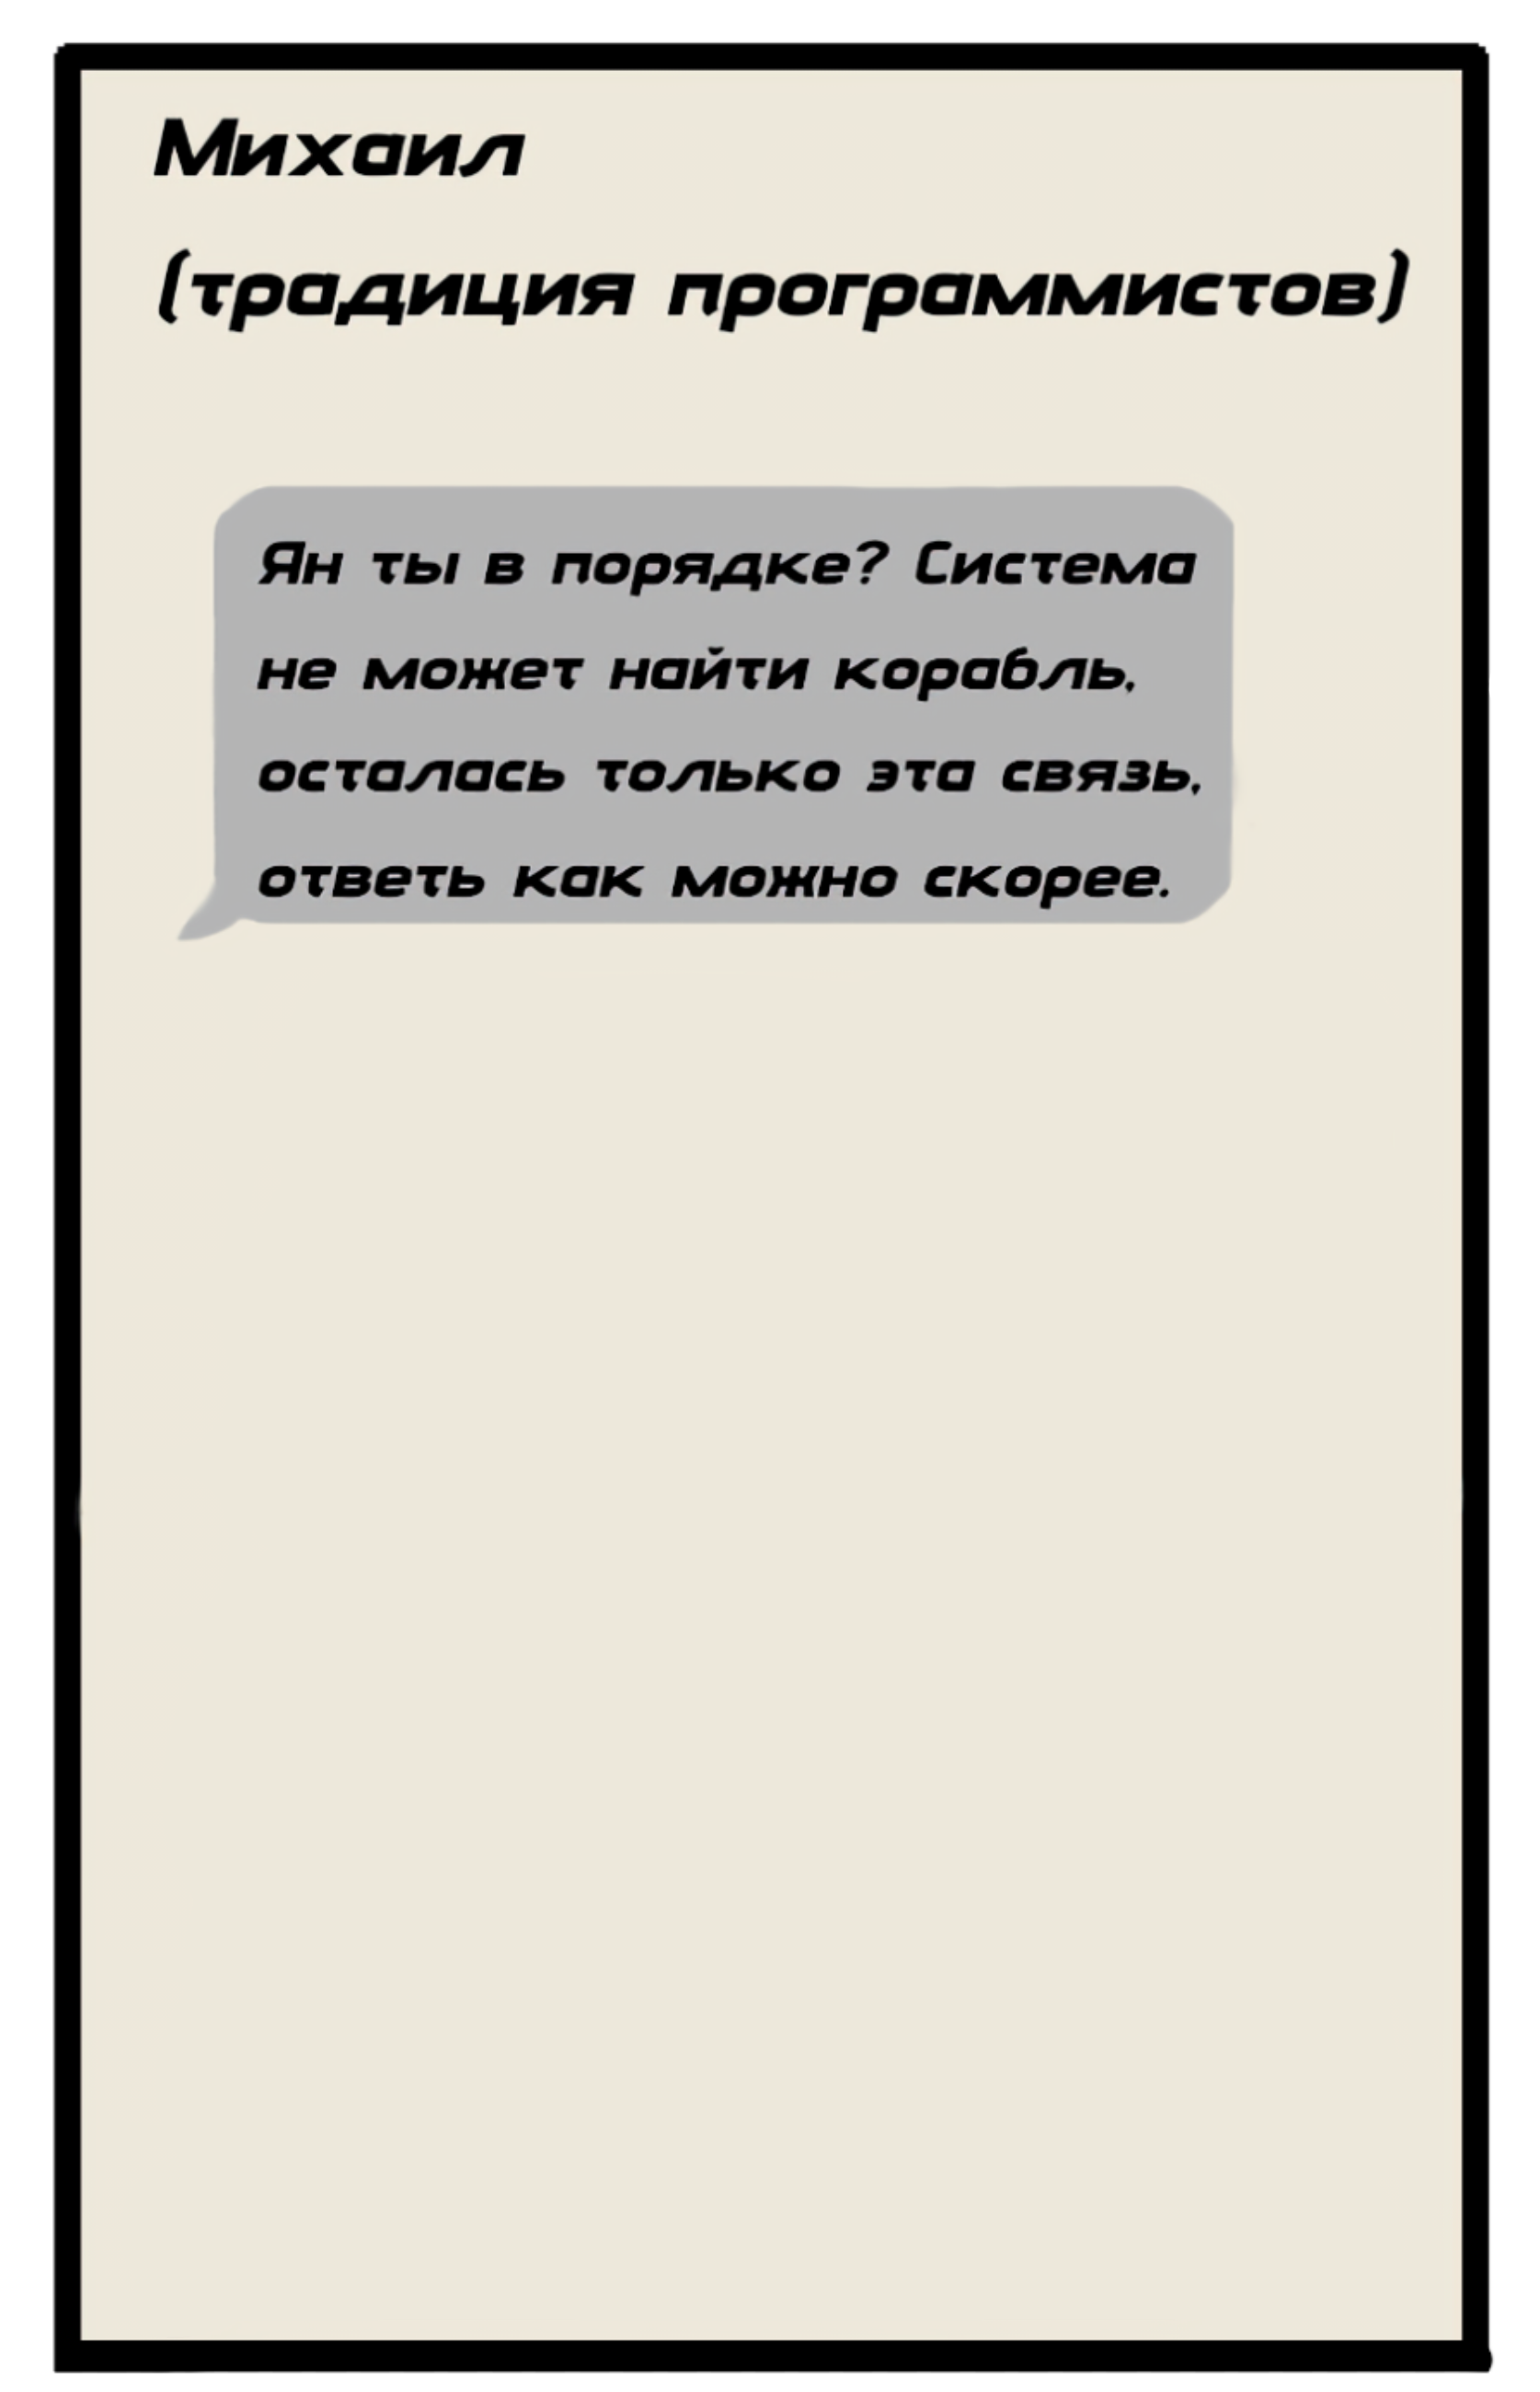 Михаил
(традиция программистов)
Ян ты в порядке? Система
не может найти корабль,
осталась только эта связь,
ответь как можно скорее.